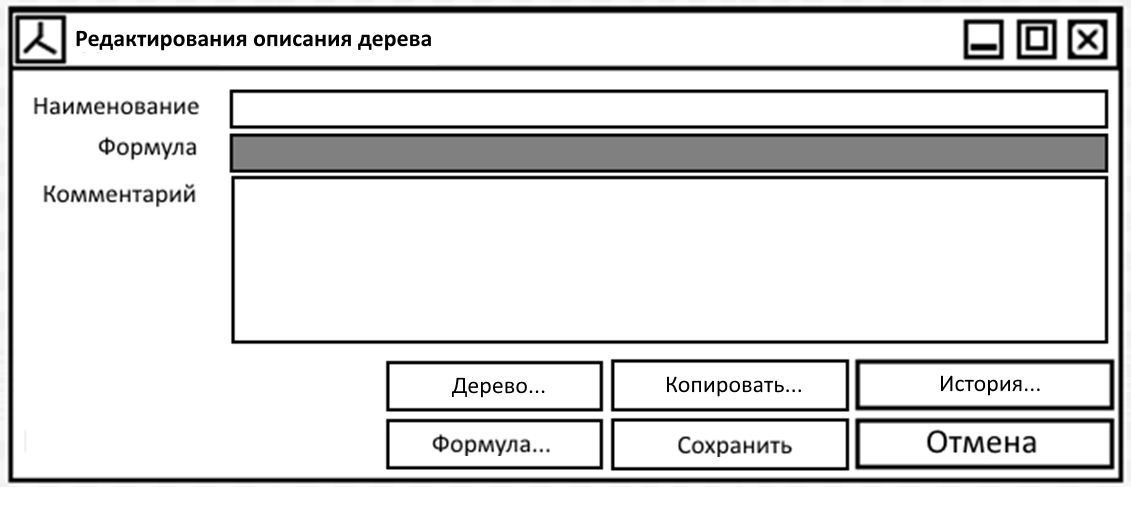 Редактирования описания дерева
Наименование
Формула
Комментарий
Дерево... Копировать... История...
Формула... Сохранить Отмена